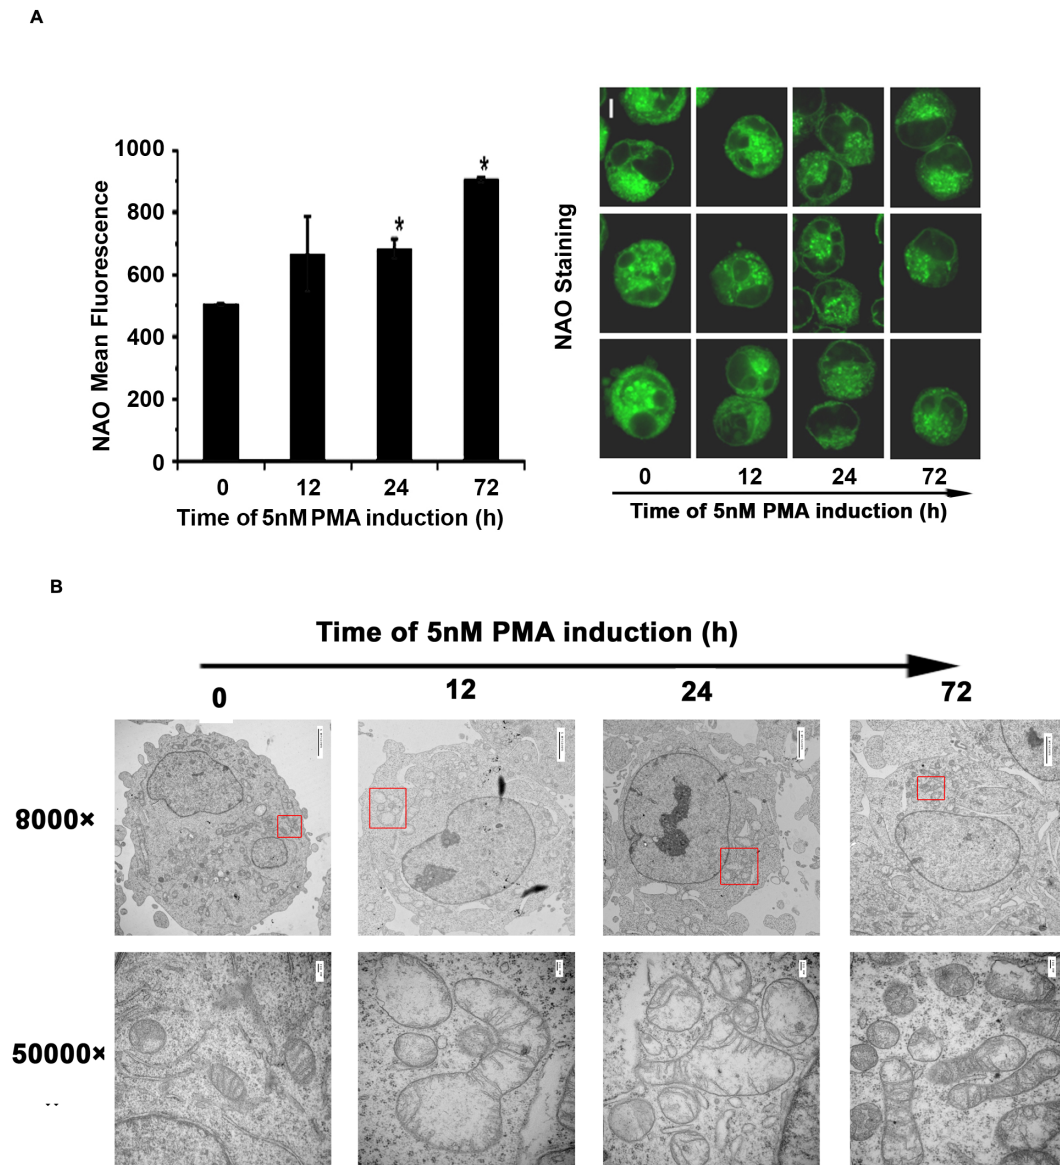 A
1000
800
600
400
200
0
NAO Mean Fluorescence
*
*
0 12 24 72
Time of 5nM PMA induction (h)
NAO Staining
0 12 24 72
Time of 5nM PMA induction (h)
B
Time of 5nM PMA induction (h)
0 12 24 72
8000×
50000×